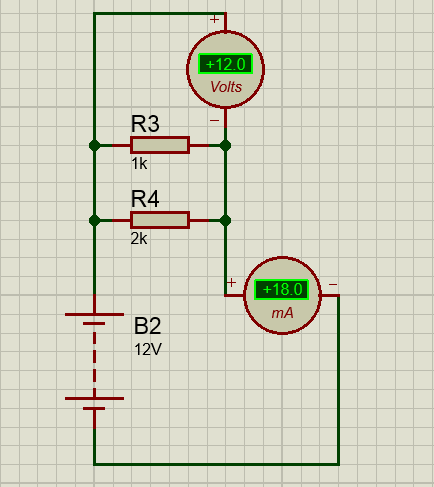 +
+12.0
Volts
−
R3
1k
R4
2k
+
−
+18.0
mA
B2
12V